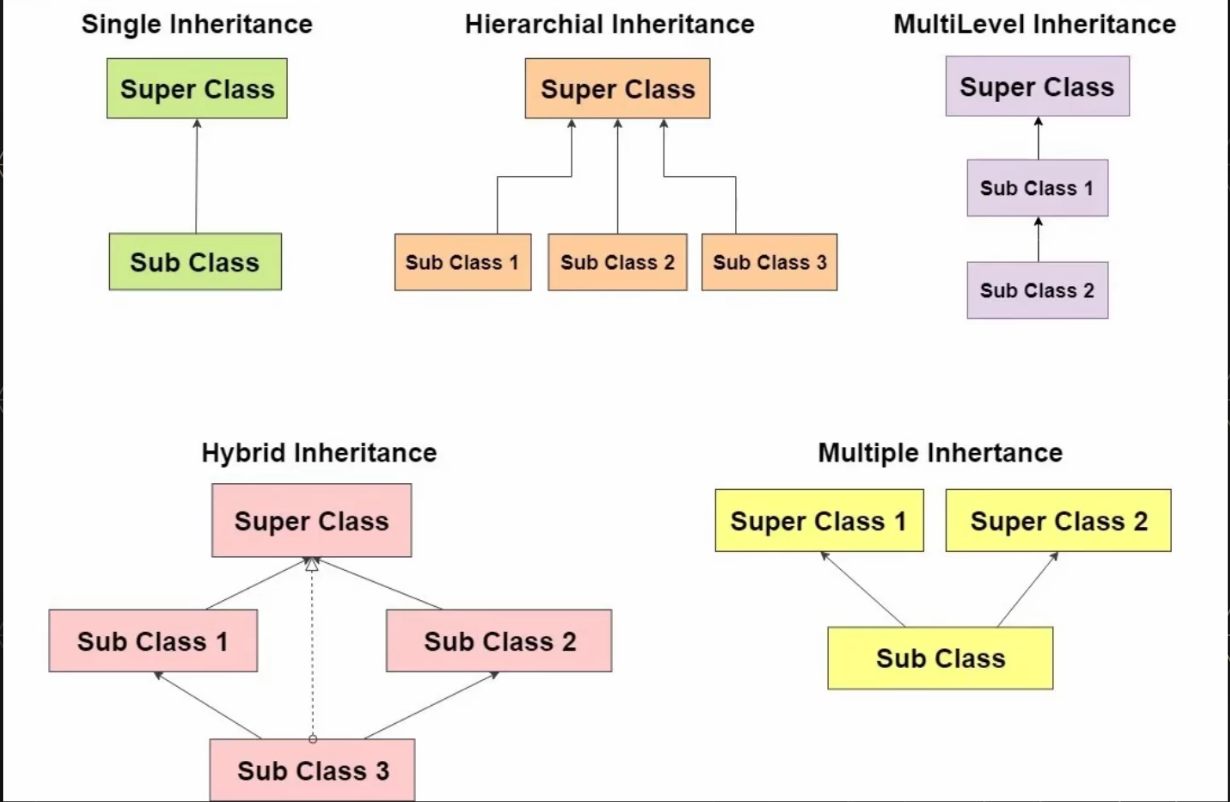 Single Inheritance
Super Class
Sub Class
Hierarchial Inheritance
Super Class
Sub Class 1
Sub Class 2
Sub Class 3
MultiLevel Inheritance
Super Class
Sub Class 1
Sub Class 2
Hybrid Inheritance
Super Class
Sub Class 1
Sub Class 2
Sub Class 3
Multiple Inhertance
Super Class 1
Super Class 2
Sub Class